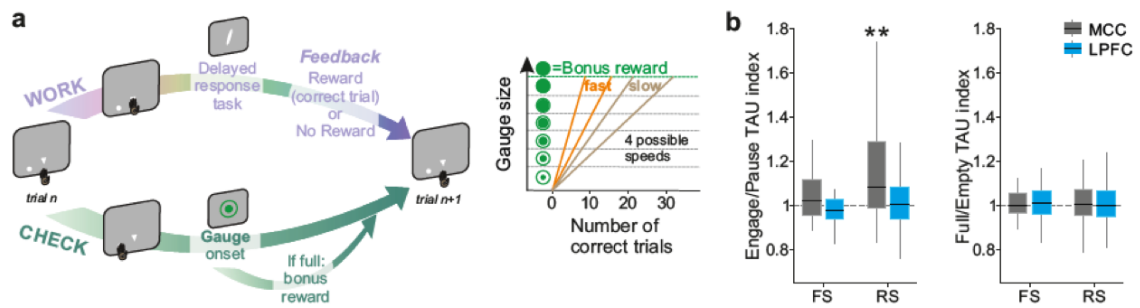 a
WORK
Delayed
response
task
Feedback
Reward
(correct trial)
or
No Reward
trial n
trial n+1
CHECK
Gauge
onset
If full:
bonus
reward
Gauge size
=Bonus reward
fast
slow
4 possible
speeds
0 10 20 30
Number of
correct trials
b
Engage/Pause TAU index
1.8
1.6
1.4
1.2
1.0
0.8
**
FS RS
Full/Empty TAU index
1.8
1.6
1.4
1.2
1.0
0.8
FS RS
MCC
LPFC